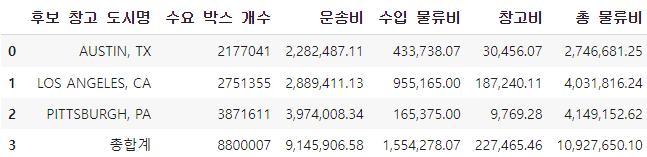 후보 창고 도시명 수요 박스 개수 운송비 수입 물류비 창고비 총 물류비
0 AUSTIN, TX 2177041 2,282,487.11 433,738.07 30,456.07 2,746,681.25
1 LOS ANGELES, CA 2751355 2,889,411.13 955,165.00 187,240.11 4,031,816.24
2 PITTSBURGH, PA 3871611 3,974,008.34 165,375.00 9,769.28 4,149,152.62
3 총합계 8800007 9,145,906.58 1,554,278.07 227,465.46 10,927,650.10